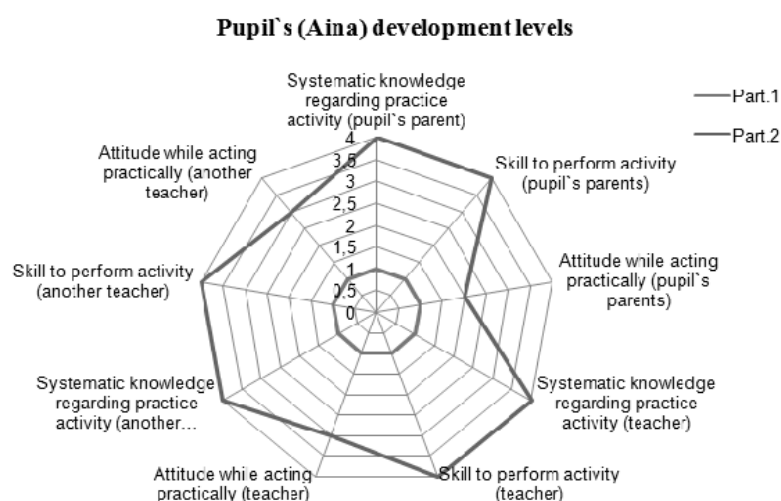 Pupil`s (Aina) development levels
Systematic knowledge
regarding practice
activity (pupil`s parent)
Part.1
Part.2
Skill to perform activity
(pupil`s parents)
Attitude while acting
practically (pupil`s
parents)
Systematic knowledge
regarding practice
activity (teacher)
Skill to perform activity
(teacher)
Attitude while acting
practically (teacher)
Systematic knowledge
regarding practice
activity (another...
Skill to perform activity
(another teacher)
Attitude while acting
practically (another
teacher)
4
3,5
3
2,5
2
1,5
1
0,5
0